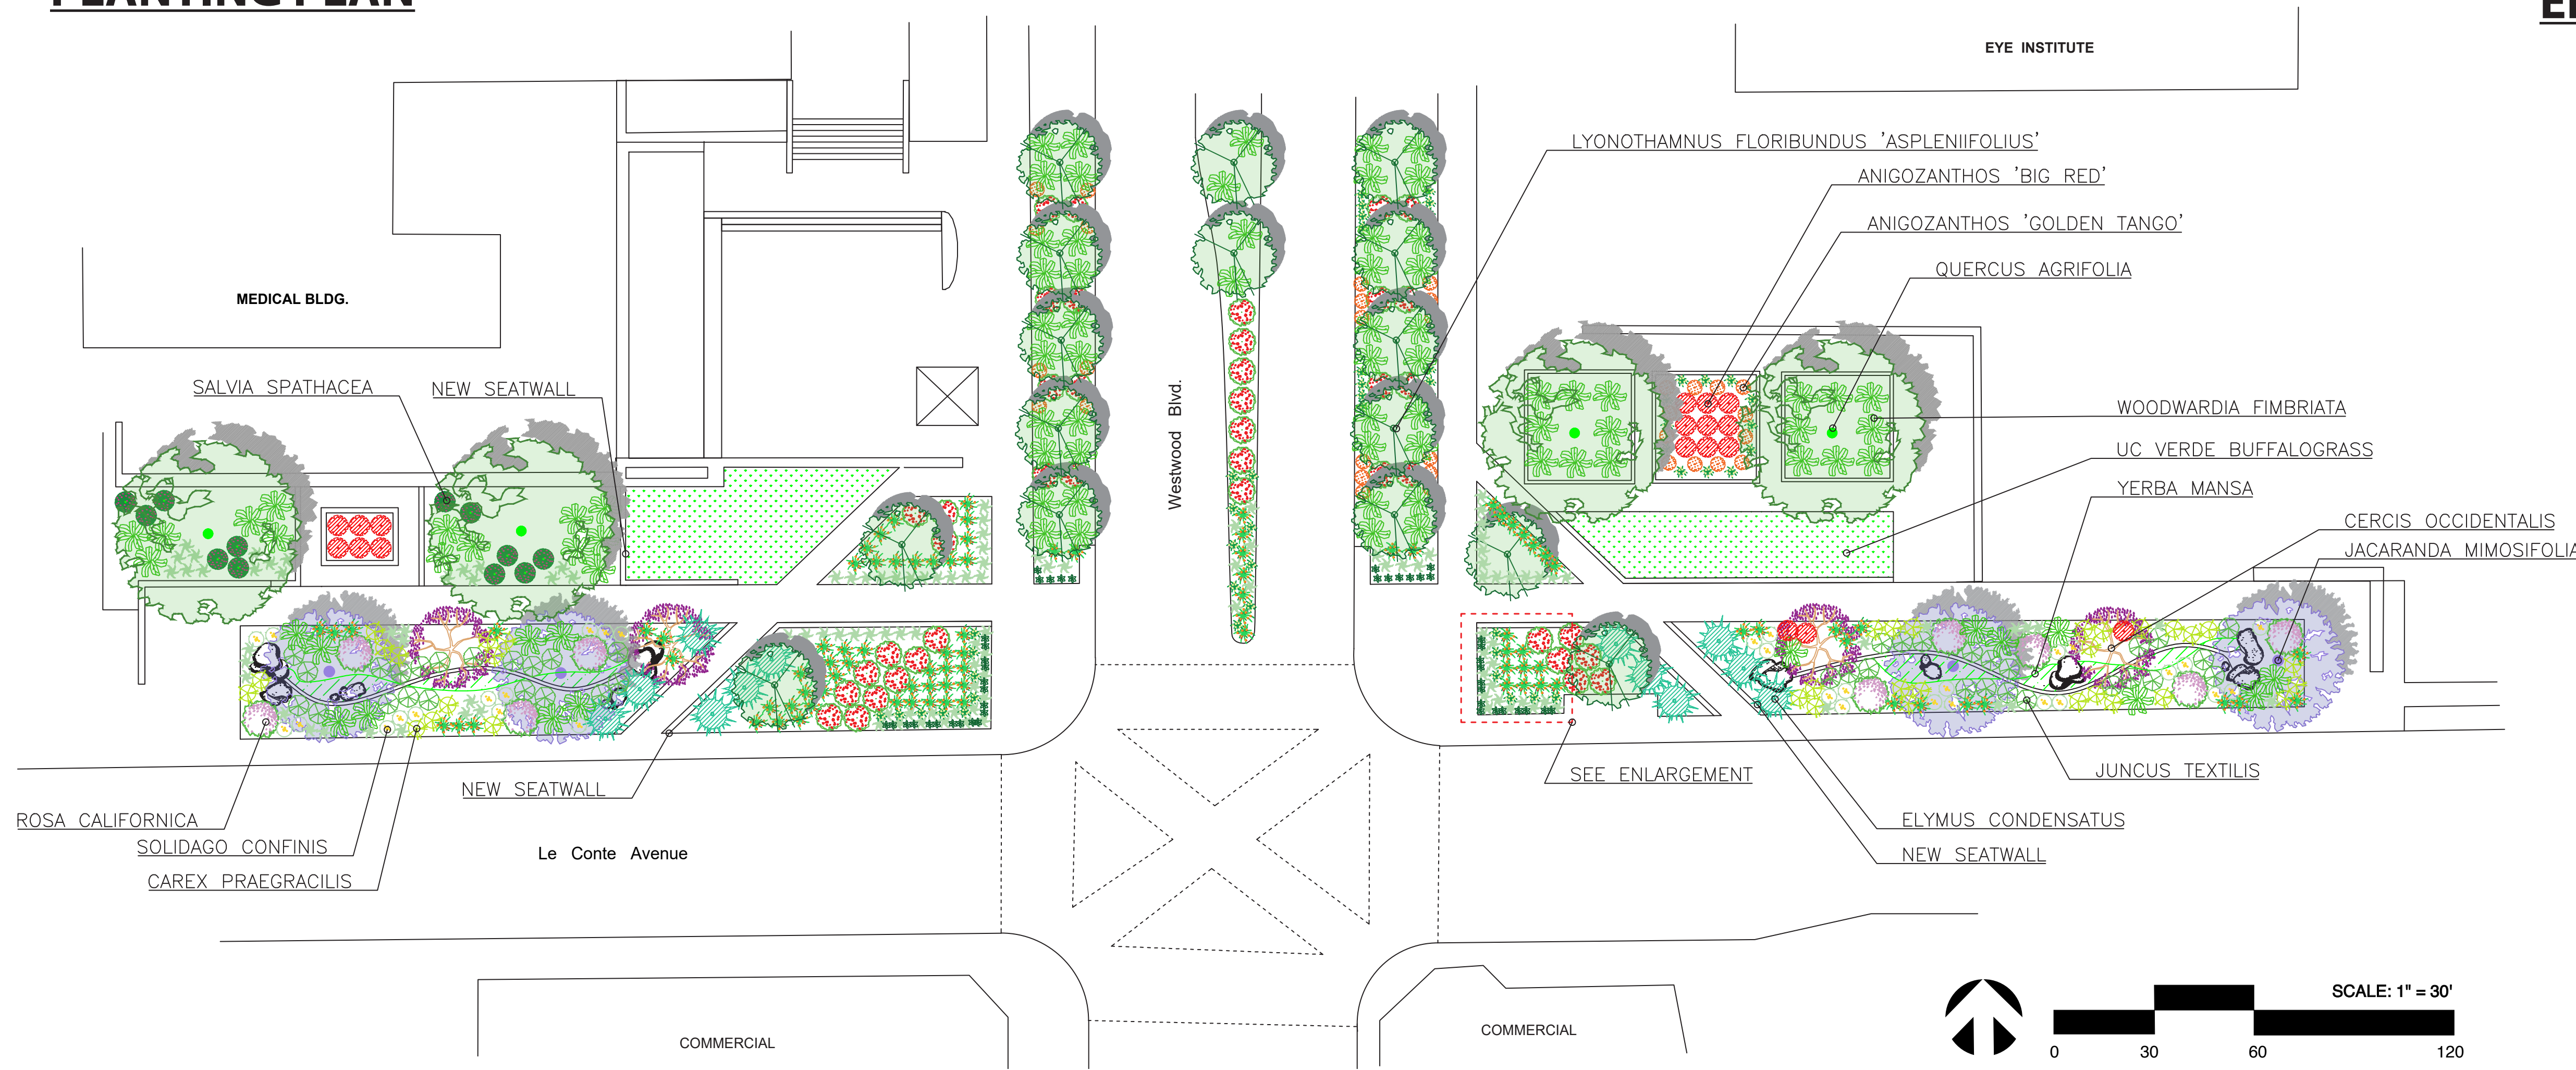 PLANTING PLAN
EYE INSTITUTE
LYONOTHAMNUS FLORIBUNDUS 'ASPLENIIFOLIUS'
ANIGOZANTHOS 'BIG RED'
ANIGOZANTHOS 'GOLDEN TANGO'
QUERCUS AGRIFOLIA
MEDICAL BLDG.
SALVIA SPATHACEA
NEW SEATWALL
Westwood Blvd.
WOODWARDIA FIMBRIATA
UC VERDE BUFFALOGRASS
YERBA MANSA
CERCIS OCCIDENTALIS
JACARANDA MIMOSIFOLIA
SEE ENLARGEMENT
JUNCUS TEXTILIS
NEW SEATWALL
ROSA CALIFORNICA
SOLIDAGO CONFINIS
CAREX PRAEGRACILIS
Le Conte Avenue
ELYMUS CONDENSATUS
NEW SEATWALL
COMMERCIAL
COMMERCIAL
SCALE: 1" = 30'
0 30 60 120